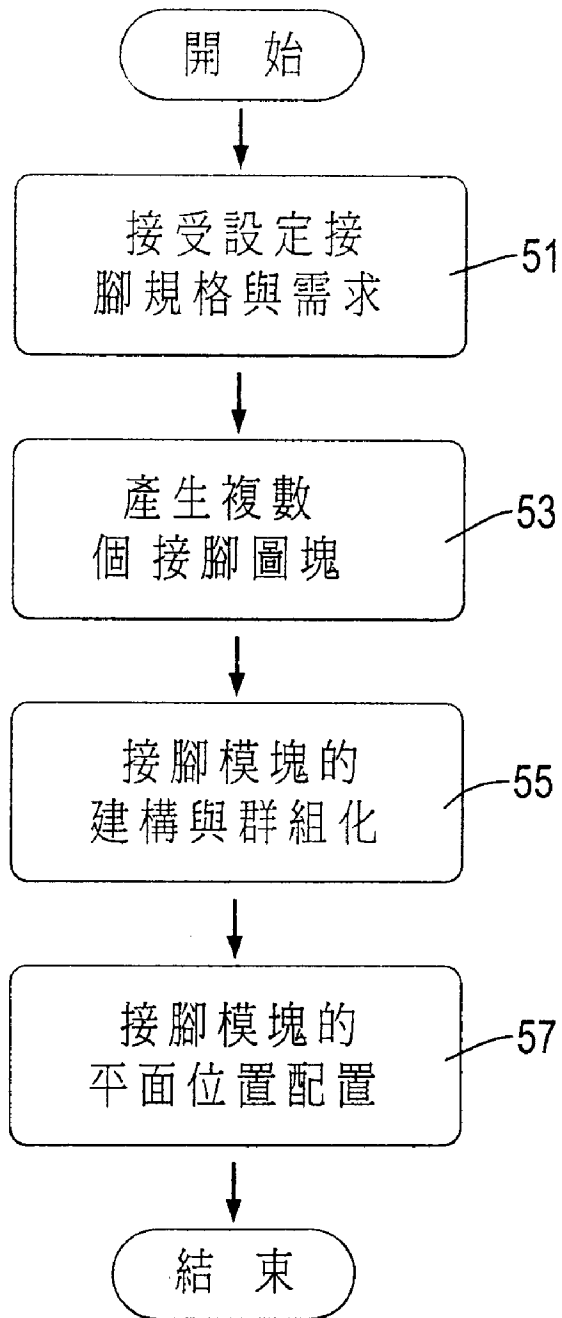 開 始
接受設定接
腳規格與需求
51
產生複數
個接腳圖塊
53
接腳模塊的
建構與群組化
55
接腳模塊的
平面位置配置
57
結 束